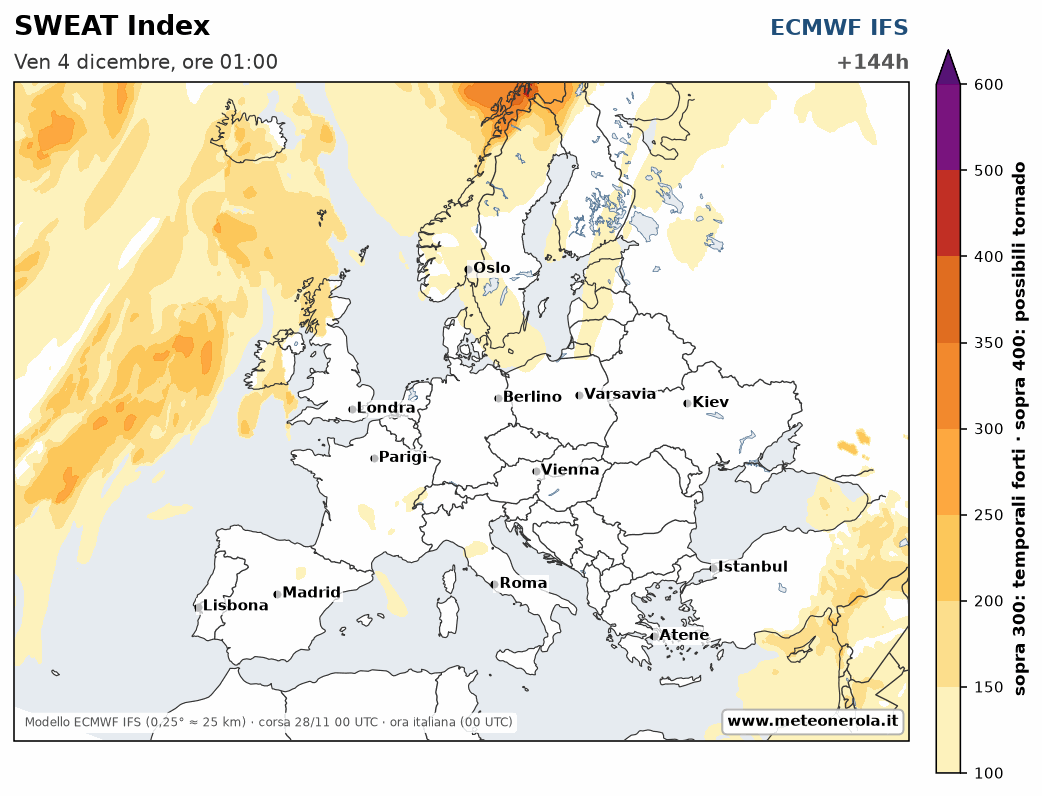 SWEAT Index
ECMWF IFS
Ven 4 dicembre, ore 01:00
+144h
600
500
400
350
300
250
200
150
100
sopra 300: temporali forti · sopra 400: possibili tornado
Oslo
Berlino
Varsavia
Kiev
Londra
Parigi
Vienna
Istanbul
Roma
Madrid
Lisbona
Atene
Modello ECMWF IFS (0,25° ≈ 25 km) · corsa 28/11 00 UTC · ora italiana (00 UTC)
www.meteonerola.it